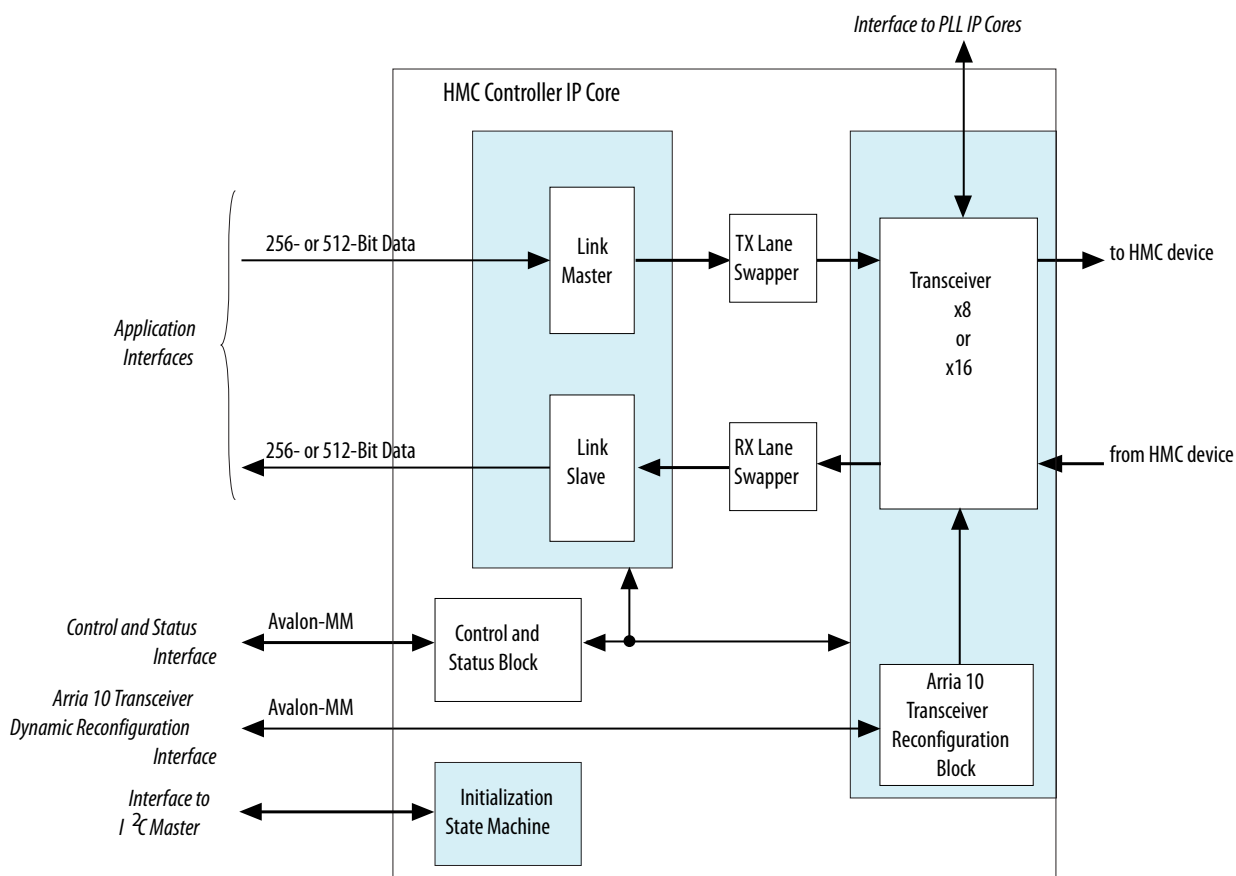 Interface to PLL IP Cores
HMC Controller IP Core
256- or 512-Bit Data
Link
Master
TX Lane
Swapper
Transceiver
x8
or
x16
to HMC device
Application
Interfaces
256- or 512-Bit Data
Link
Slave
RX Lane
Swapper
from HMC device
Control and Status
Interface
Avalon-MM
Control and
Status Block
Arria 10 Transceiver
Dynamic Reconfiguration
Interface
Avalon-MM
Arria 10
Transceiver
Reconfiguration
Block
Interface to
I 2C Master
Initialization
State Machine